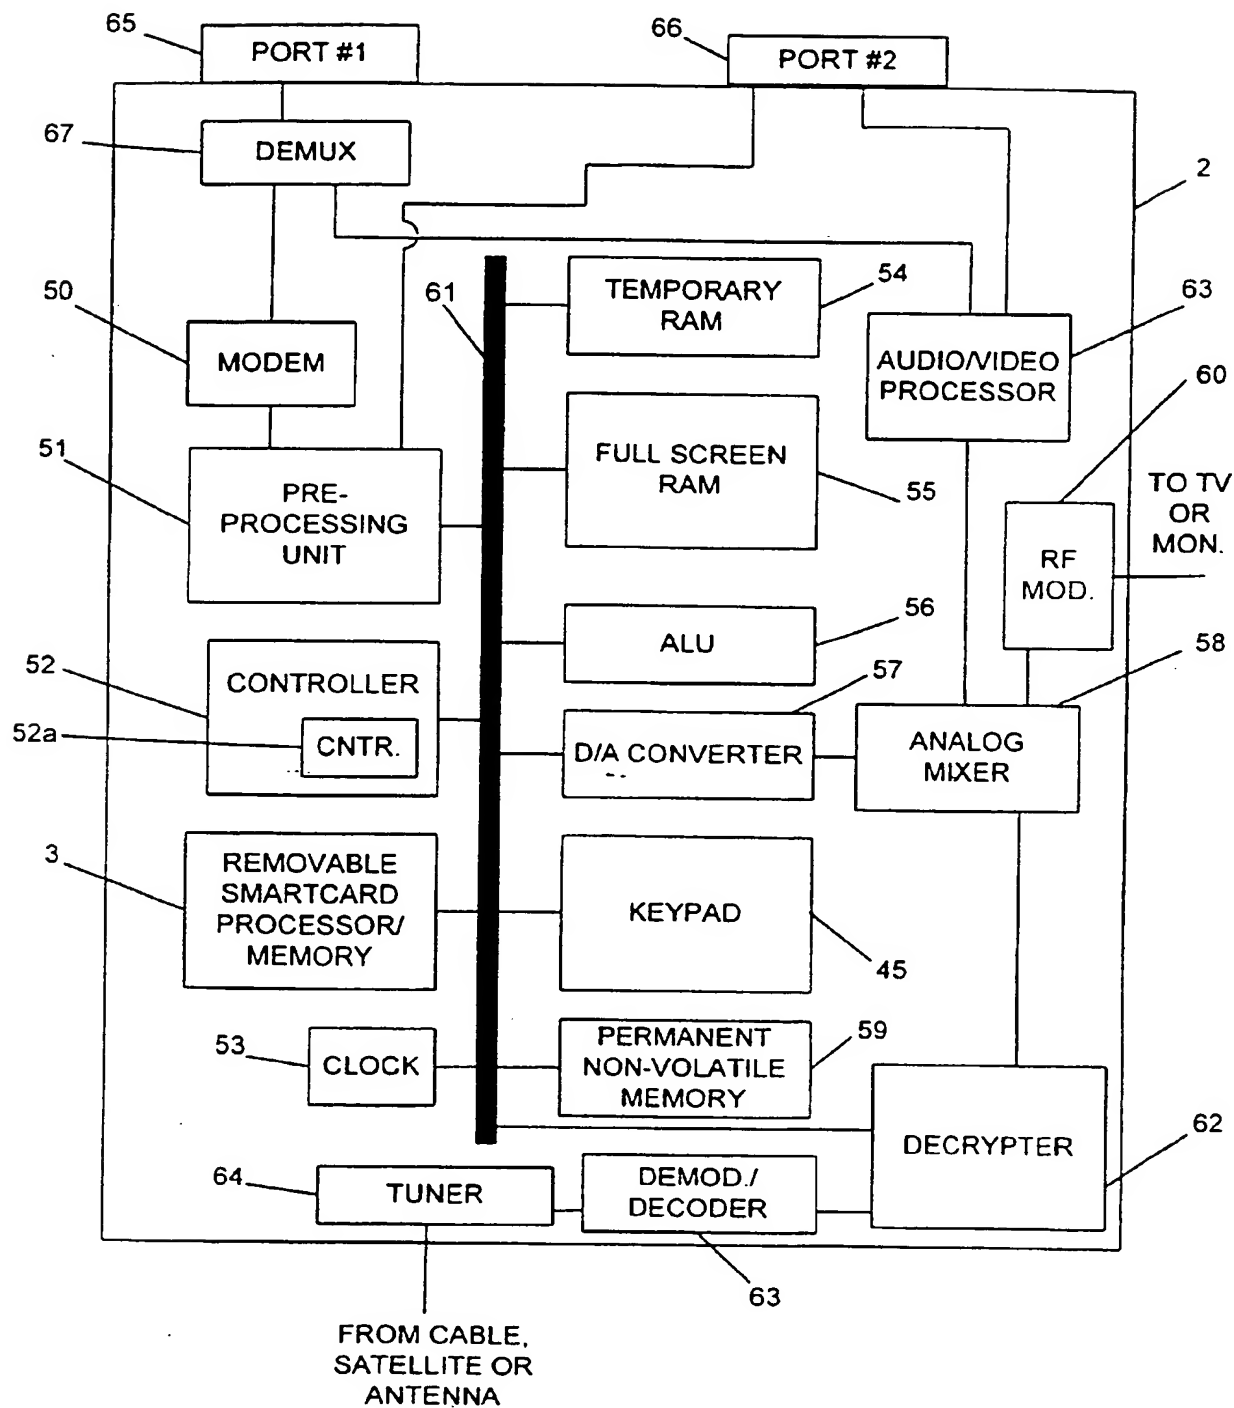 65
PORT #1
66
PORT #2
67
DEMUX
2
50
MODEM
61
TEMPORARY
RAM
54
63
AUDIO/VIDEO
PROCESSOR
60
51
PRE-
PROCESSING
UNIT
FULL SCREEN
RAM
55
RF
MOD.
TO TV
OR
MON.
52
CONTROLLER
52a
CNTR.
ALU
56
57
D/A CONVERTER
58
ANALOG
MIXER
3
REMOVABLE
SMARTCARD
PROCESSOR/
MEMORY
KEYPAD
45
53
CLOCK
PERMANENT
NON-VOLATILE
MEMORY
59
DECRYPTER
62
64
TUNER
DEMOD./
DECODER
63
FROM CABLE,
SATELLITE OR
ANTENNA